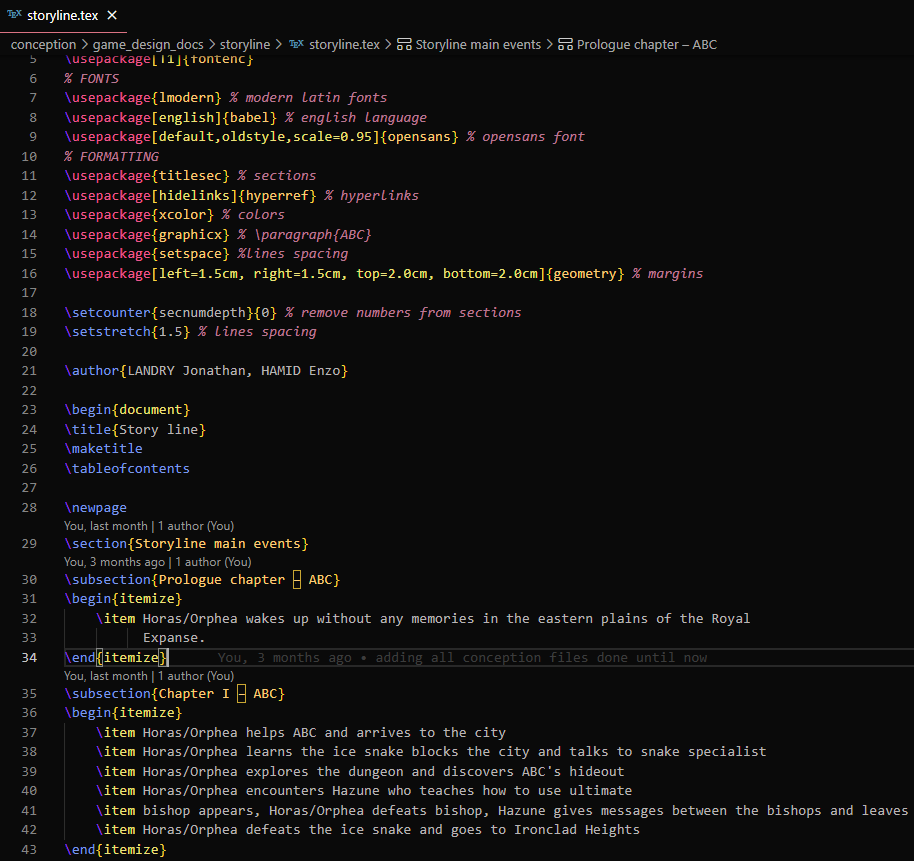 TEX storyline.tex ×
conception > game_design_docs > storyline > TEX storyline.tex > Storyline main events > Prologue chapter – ABC
5 \usepackage[T1]{fontenc}
6 % FONTS
7 \usepackage{lmodern} % modern latin fonts
8 \usepackage[english]{babel} % english language
9 \usepackage[default,oldstyle,scale=0.95]{opensans} % opensans font
10 % FORMATTING
11 \usepackage{titlesec} % sections
12 \usepackage[hidelinks]{hyperref} % hyperlinks
13 \usepackage{xcolor} % colors
14 \usepackage{graphicx} % \paragraph{ABC}
15 \usepackage{setspace} %lines spacing
16 \usepackage[left=1.5cm, right=1.5cm, top=2.0cm, bottom=2.0cm]{geometry} % margins
17
18 \setcounter{secnumdepth}{0} % remove numbers from sections
19 \setstretch{1.5} % lines spacing
20
21 \author{LANDRY Jonathan, HAMID Enzo}
22
23 \begin{document}
24 \title{Story line}
25 \maketitle
26 \tableofcontents
27
28 \newpage
You, last month | 1 author (You)
29 \section{Storyline main events}
You, 3 months ago | 1 author (You)
30 \subsection{Prologue chapter – ABC}
31 \begin{itemize}
32 \item Horas/Orphea wakes up without any memories in the eastern plains of the Royal
33 Expanse.
34 \end{itemize} You, 3 months ago • adding all conception files done until now
You, last month | 1 author (You)
35 \subsection{Chapter I – ABC}
36 \begin{itemize}
37 \item Horas/Orphea helps ABC and arrives to the city
38 \item Horas/Orphea learns the ice snake blocks the city and talks to snake specialist
39 \item Horas/Orphea explores the dungeon and discovers ABC's hideout
40 \item Horas/Orphea encounters Hazune who teaches how to use ultimate
41 \item bishop appears, Horas/Orphea defeats bishop, Hazune gives messages between the bishops and leaves
42 \item Horas/Orphea defeats the ice snake and goes to Ironclad Heights
43 \end{itemize}